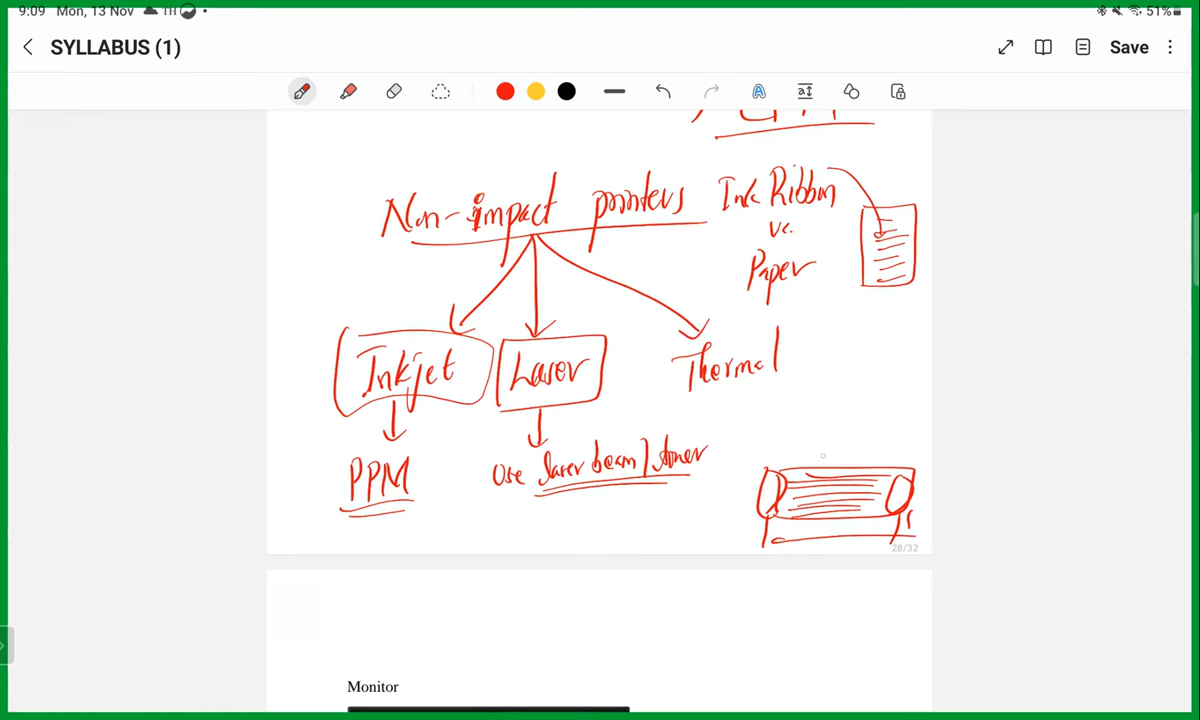 9:09 Mon, 13 Nov
51%
SYLLABUS (1)
Save
Non-impact printers
Ink Ribbon
vs.
Paper
Inkjet
Laser
Thermal
PPM
use laser beam / toner
28/32
Monitor